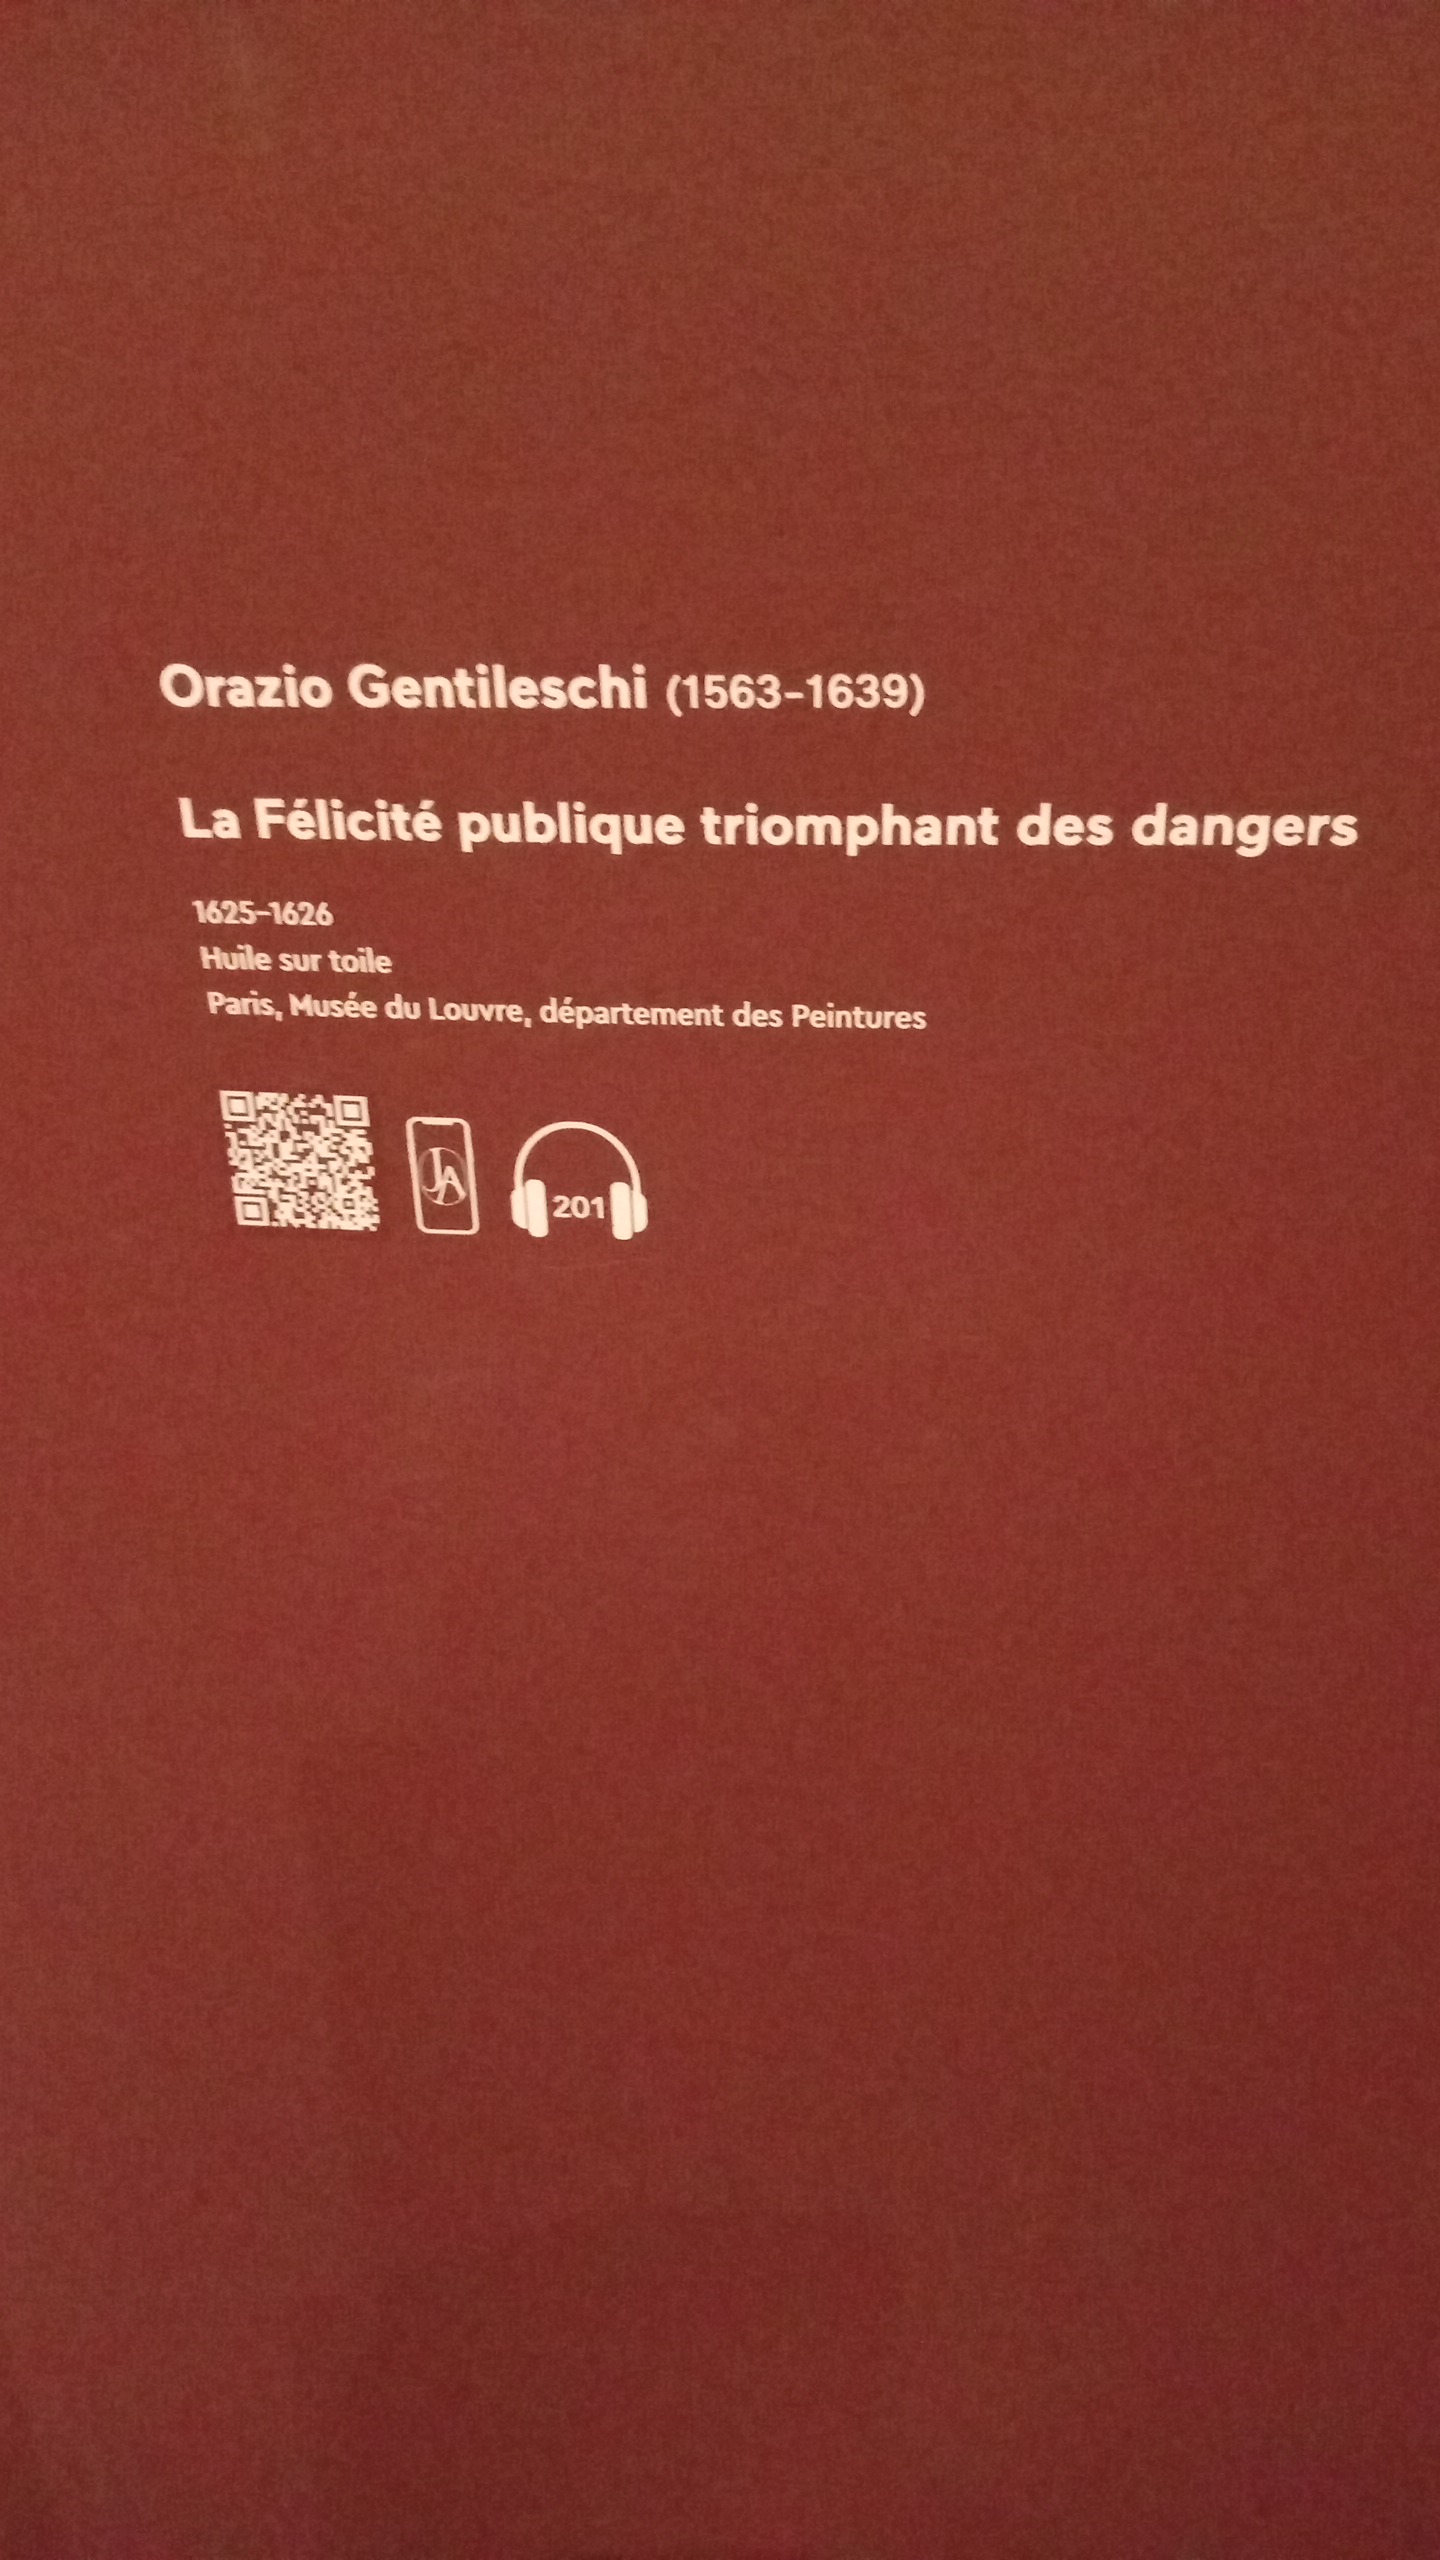 Orazio Gentileschi (1563-1639)
La Félicité publique triomphant des dangers
1625-1626
Huile sur toile
Paris, Musée du Louvre, département des Peintures
JA 201